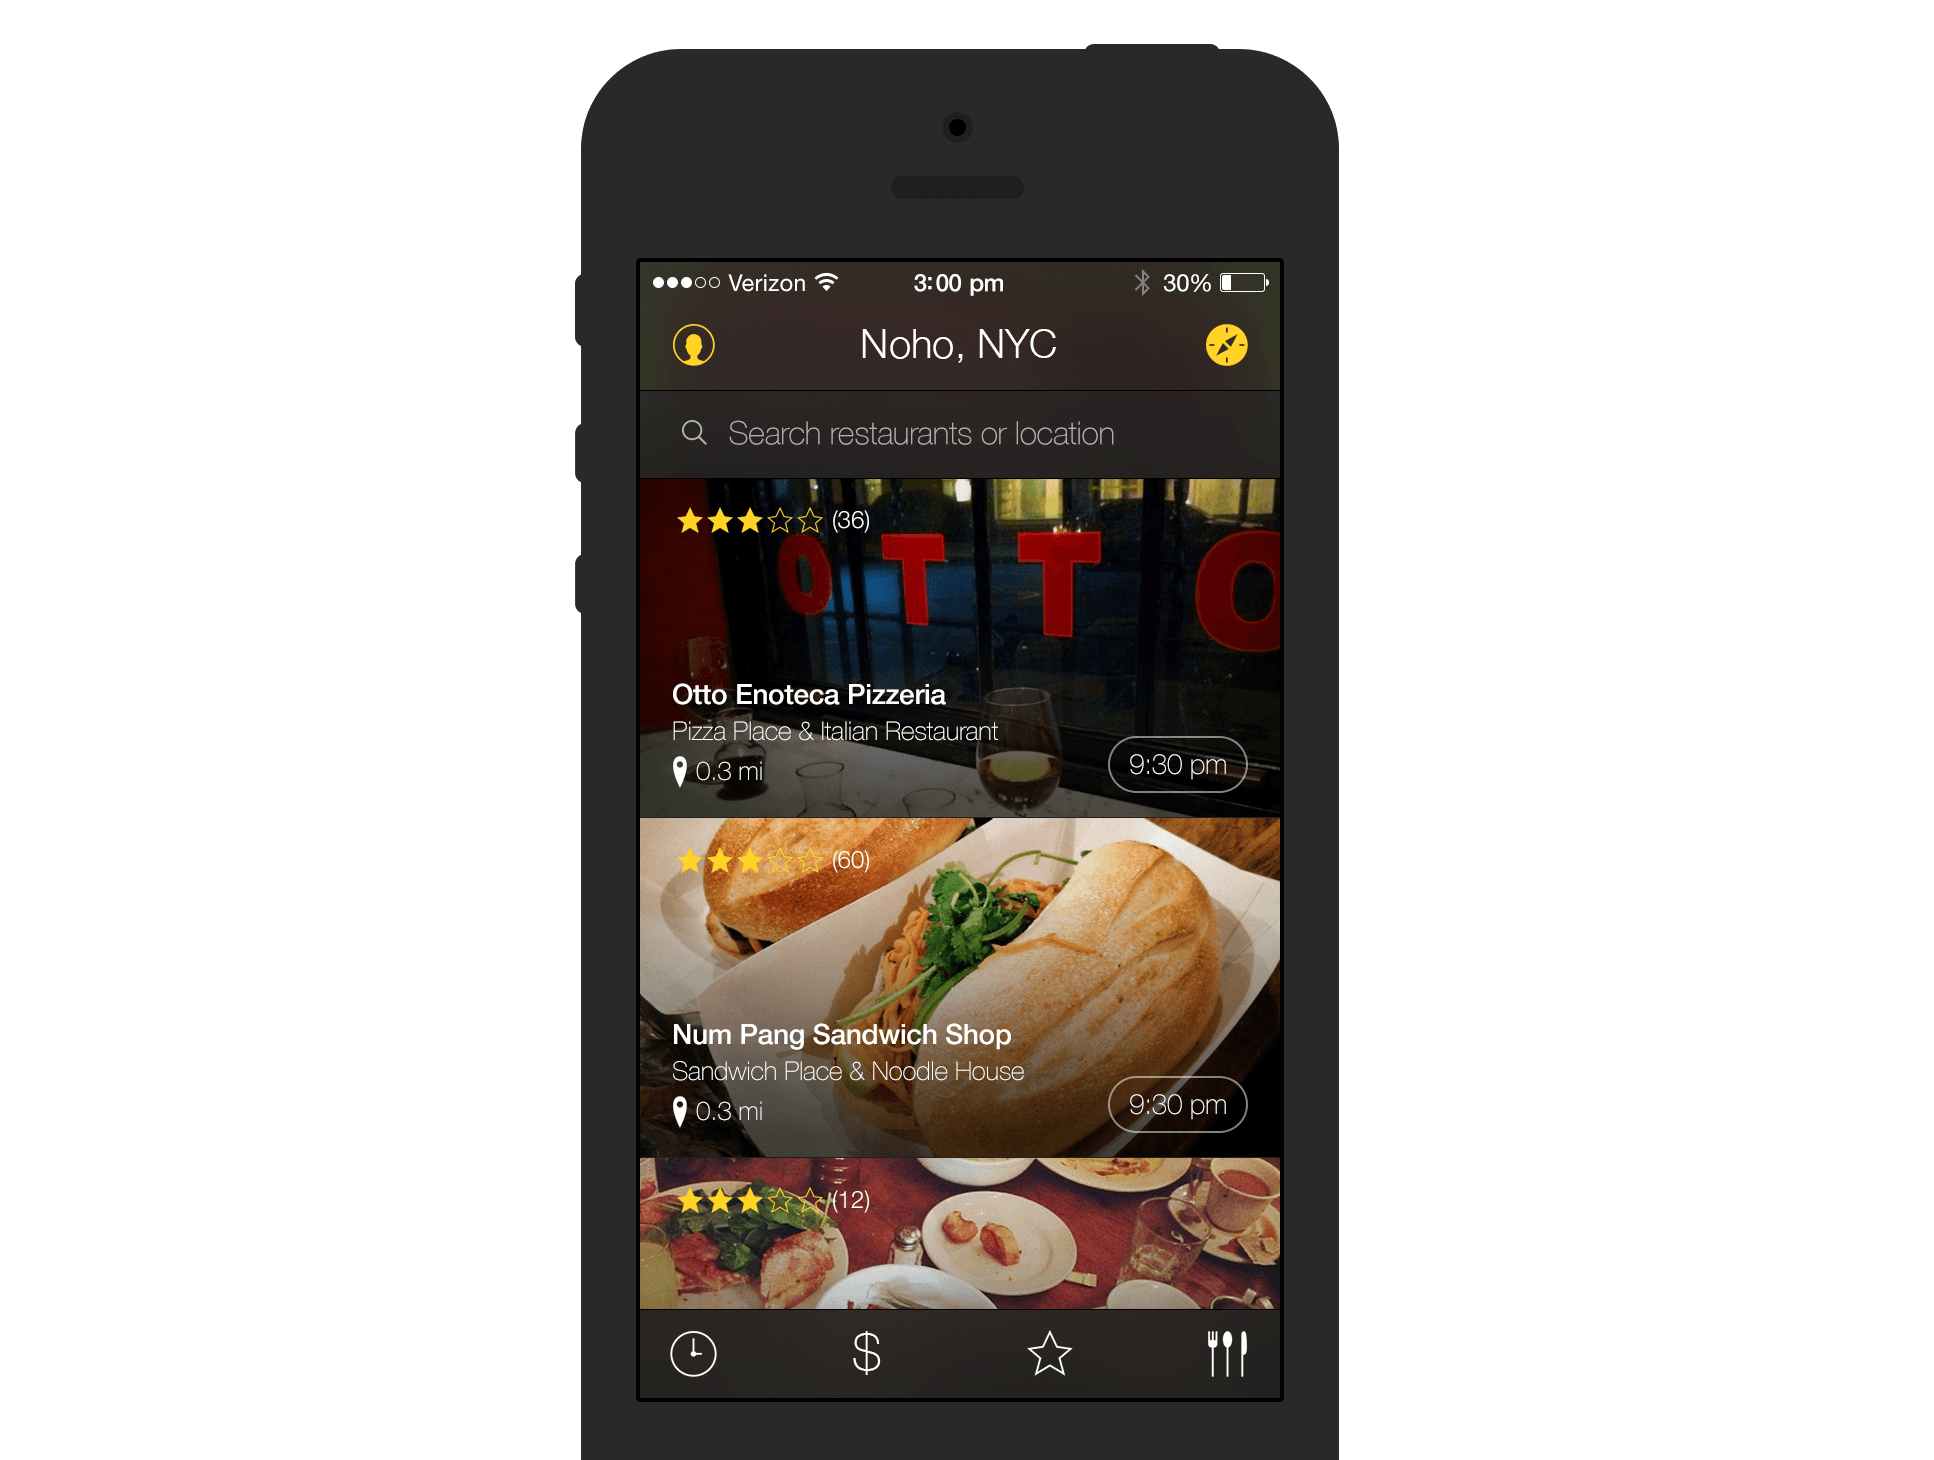 Verizon 3:00 pm 30%
Noho, NYC
Search restaurants or location
(36)
OTTO
Otto Enoteca Pizzeria
Pizza Place & Italian Restaurant
0.3 mi
9:30 pm
(60)
Num Pang Sandwich Shop
Sandwich Place & Noodle House
0.3 mi
9:30 pm
(12)
$